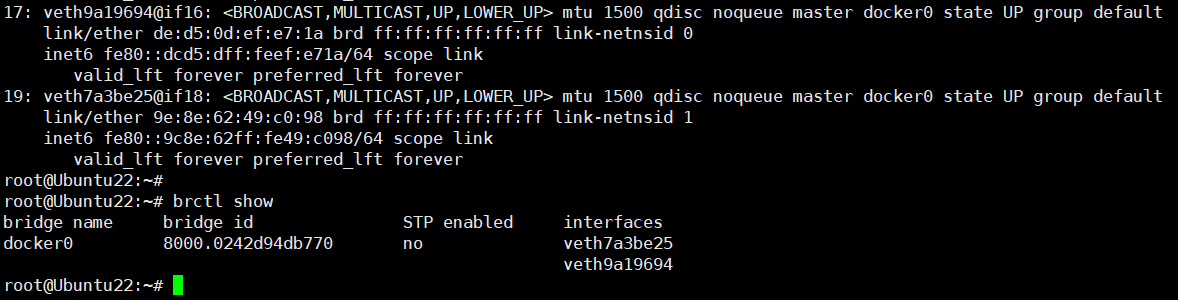 17: veth9a19694@if16: <BROADCAST,MULTICAST,UP,LOWER_UP> mtu 1500 qdisc noqueue master docker0 state UP group default
    link/ether de:d5:0d:ef:e7:1a brd ff:ff:ff:ff:ff:ff link-netnsid 0
    inet6 fe80::dcd5:dff:feef:e71a/64 scope link
       valid_lft forever preferred_lft forever
19: veth7a3be25@if18: <BROADCAST,MULTICAST,UP,LOWER_UP> mtu 1500 qdisc noqueue master docker0 state UP group default
    link/ether 9e:8e:62:49:c0:98 brd ff:ff:ff:ff:ff:ff link-netnsid 1
    inet6 fe80::9c8e:62ff:fe49:c098/64 scope link
       valid_lft forever preferred_lft forever
root@Ubuntu22:~#
root@Ubuntu22:~# brctl show
bridge name     bridge id               STP enabled     interfaces
docker0         8000.0242d94db770       no              veth7a3be25
                                                        veth9a19694
root@Ubuntu22:~#